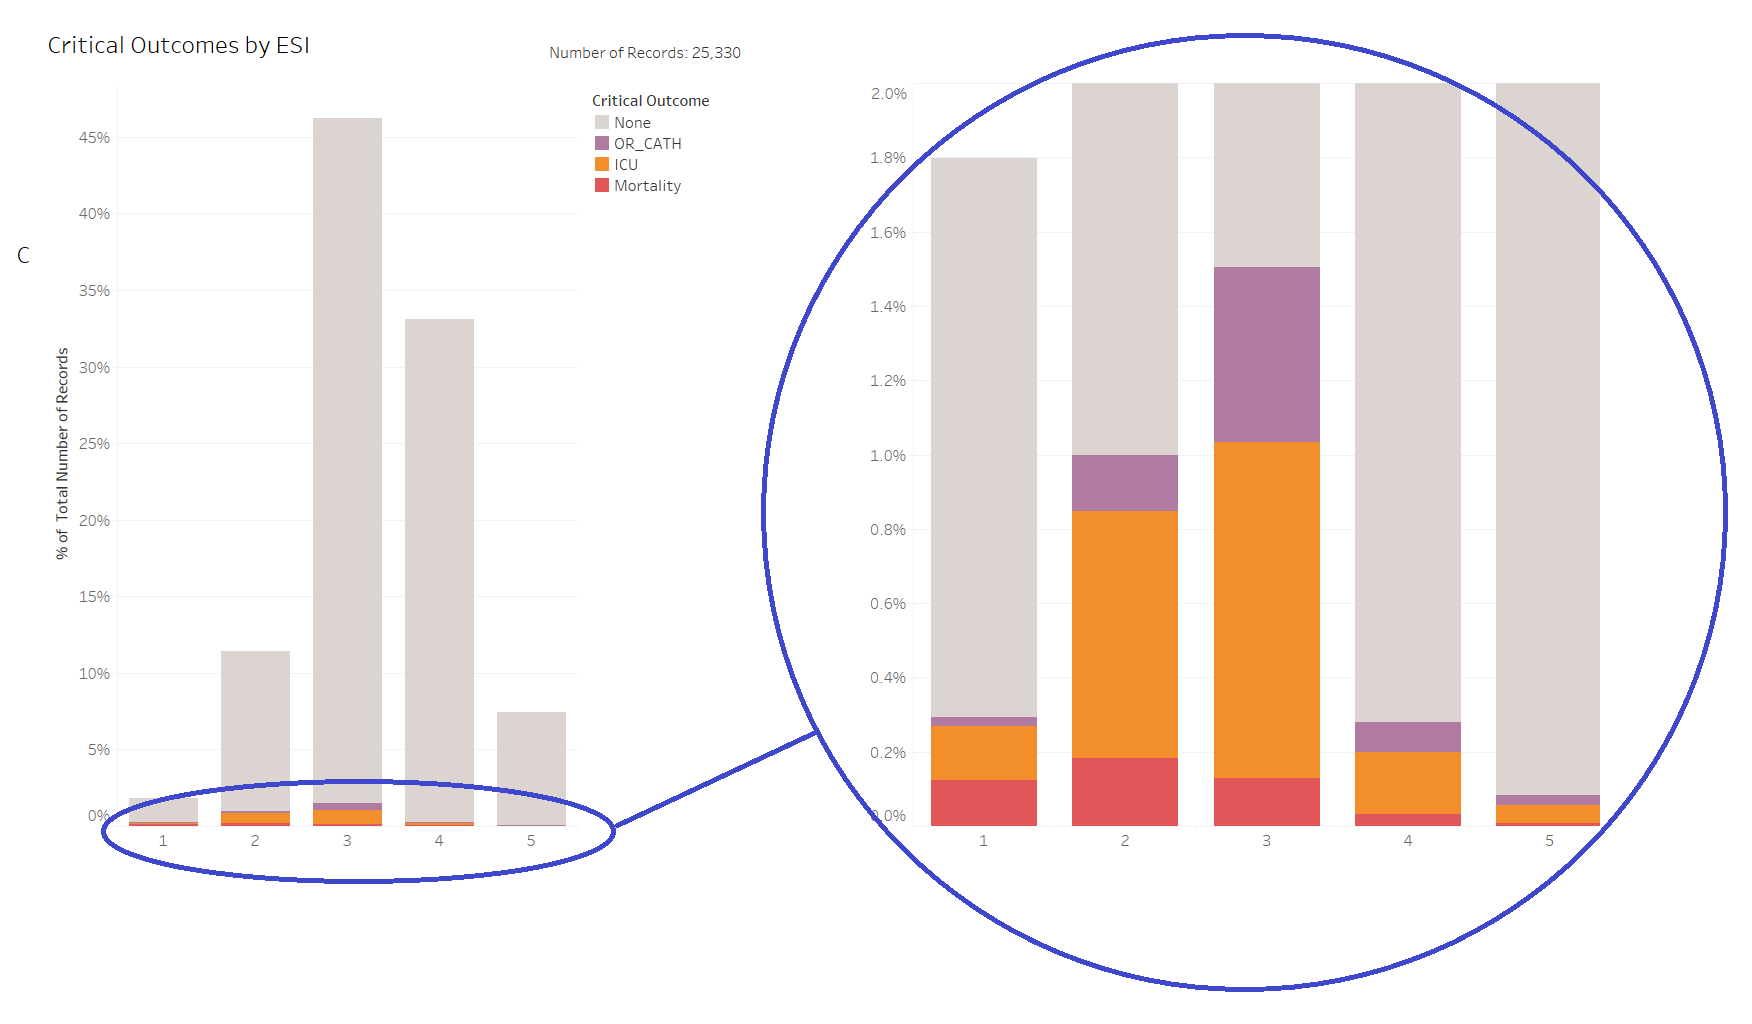 Critical Outcomes by ESI
Number of Records: 25,330
Critical Outcome
None
OR_CATH
ICU
Mortality
C
% of Total Number of Records
45%
40%
35%
30%
25%
20%
15%
10%
5%
0%
1 2 3 4 5
2.0%
1.8%
1.6%
1.4%
1.2%
1.0%
0.8%
0.6%
0.4%
0.2%
0.0%
1 2 3 4 5